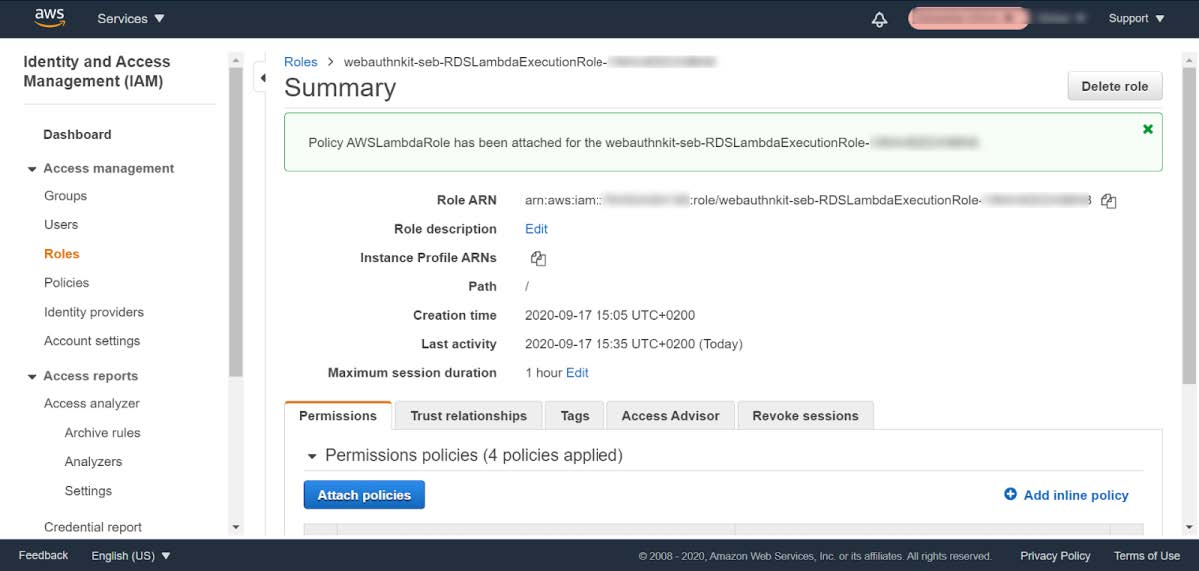 aws
Services
Support
Identity and Access
Management (IAM)
Dashboard
Access management
Groups
Users
Roles
Policies
Identity providers
Account settings
Access reports
Access analyzer
Archive rules
Analyzers
Settings
Credential report
Roles > webauthnkit-seb-RDSLambdaExecutionRole-
Summary
Delete role
Policy AWSLambdaRole has been attached for the webauthnkit-seb-RDSLambdaExecutionRole-
Role ARN arn:aws:iam:: :role/webauthnkit-seb-RDSLambdaExecutionRole-
Role description Edit
Instance Profile ARNs
Path /
Creation time 2020-09-17 15:05 UTC+0200
Last activity 2020-09-17 15:35 UTC+0200 (Today)
Maximum session duration 1 hour Edit
Permissions Trust relationships Tags Access Advisor Revoke sessions
Permissions policies (4 policies applied)
Attach policies
Add inline policy
Feedback English (US) © 2008 - 2020, Amazon Web Services, Inc. or its affiliates. All rights reserved. Privacy Policy Terms of Use